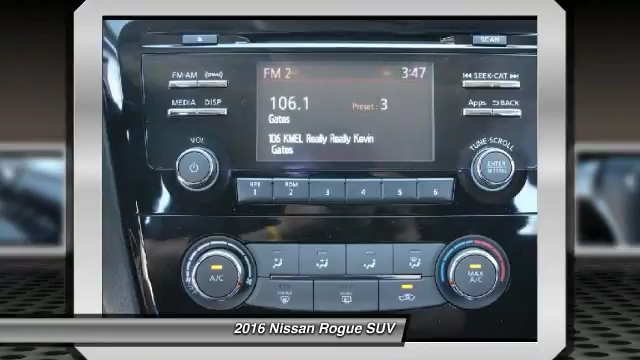 SCAN
FM 2 3:47
FM·AM SEEK·CAT
106.1 Preset: 3
MEDIA DISP Apps BACK
Gates
106 KMEL Really Really Kevin
Gates
VOL TUNE·SCROLL
ENTER
RPT RDM
1 2 3 4 5 6
A/C MAX A/C
2016 Nissan Rogue SUV